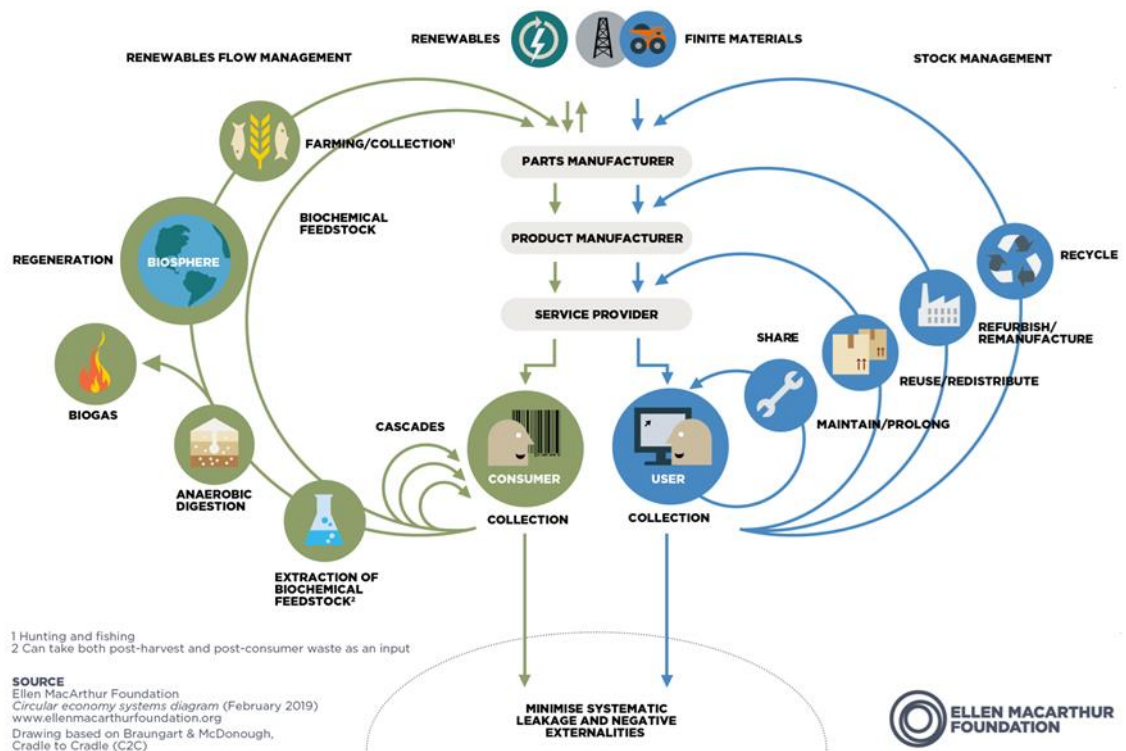 RENEWABLES
FINITE MATERIALS
RENEWABLES FLOW MANAGEMENT
STOCK MANAGEMENT
FARMING/COLLECTION¹
PARTS MANUFACTURER
BIOCHEMICAL
FEEDSTOCK
PRODUCT MANUFACTURER
REGENERATION
BIOSPHERE
RECYCLE
SERVICE PROVIDER
SHARE
REFURBISH/
REMANUFACTURE
REUSE/REDISTRIBUTE
BIOGAS
MAINTAIN/PROLONG
CASCADES
CONSUMER
USER
ANAEROBIC
DIGESTION
COLLECTION
COLLECTION
EXTRACTION OF
BIOCHEMICAL
FEEDSTOCK²
1 Hunting and fishing
2 Can take both post-harvest and post-consumer waste as an input
SOURCE
Ellen MacArthur Foundation
Circular economy systems diagram (February 2019)
www.ellenmacarthurfoundation.org
Drawing based on Braungart & McDonough,
Cradle to Cradle (C2C)
MINIMISE SYSTEMATIC
LEAKAGE AND NEGATIVE
EXTERNALITIES
ELLEN MACARTHUR
FOUNDATION